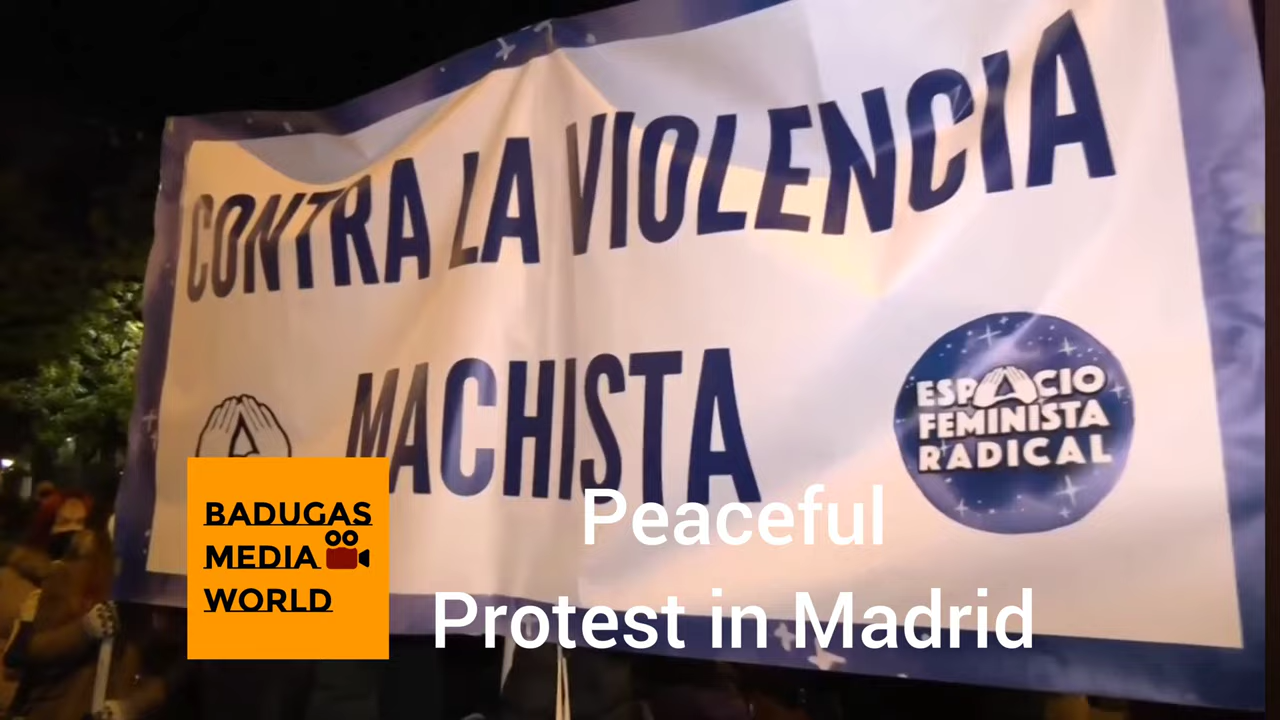 CONTRA LA VIOLENCIA
MACHISTA
ESPACIO
FEMINISTA
RADICAL
BADUGAS
MEDIA
WORLD
Peaceful
Protest in Madrid